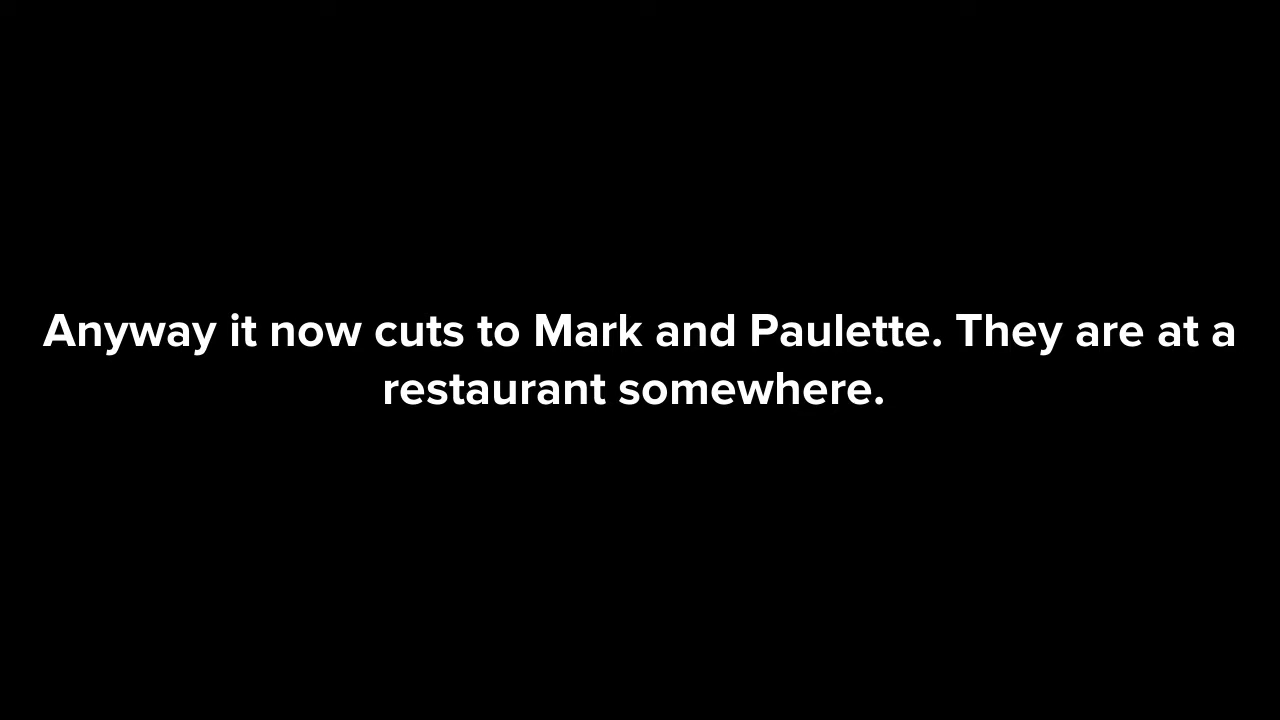 Anyway it now cuts to Mark and Paulette. They are at a
restaurant somewhere.